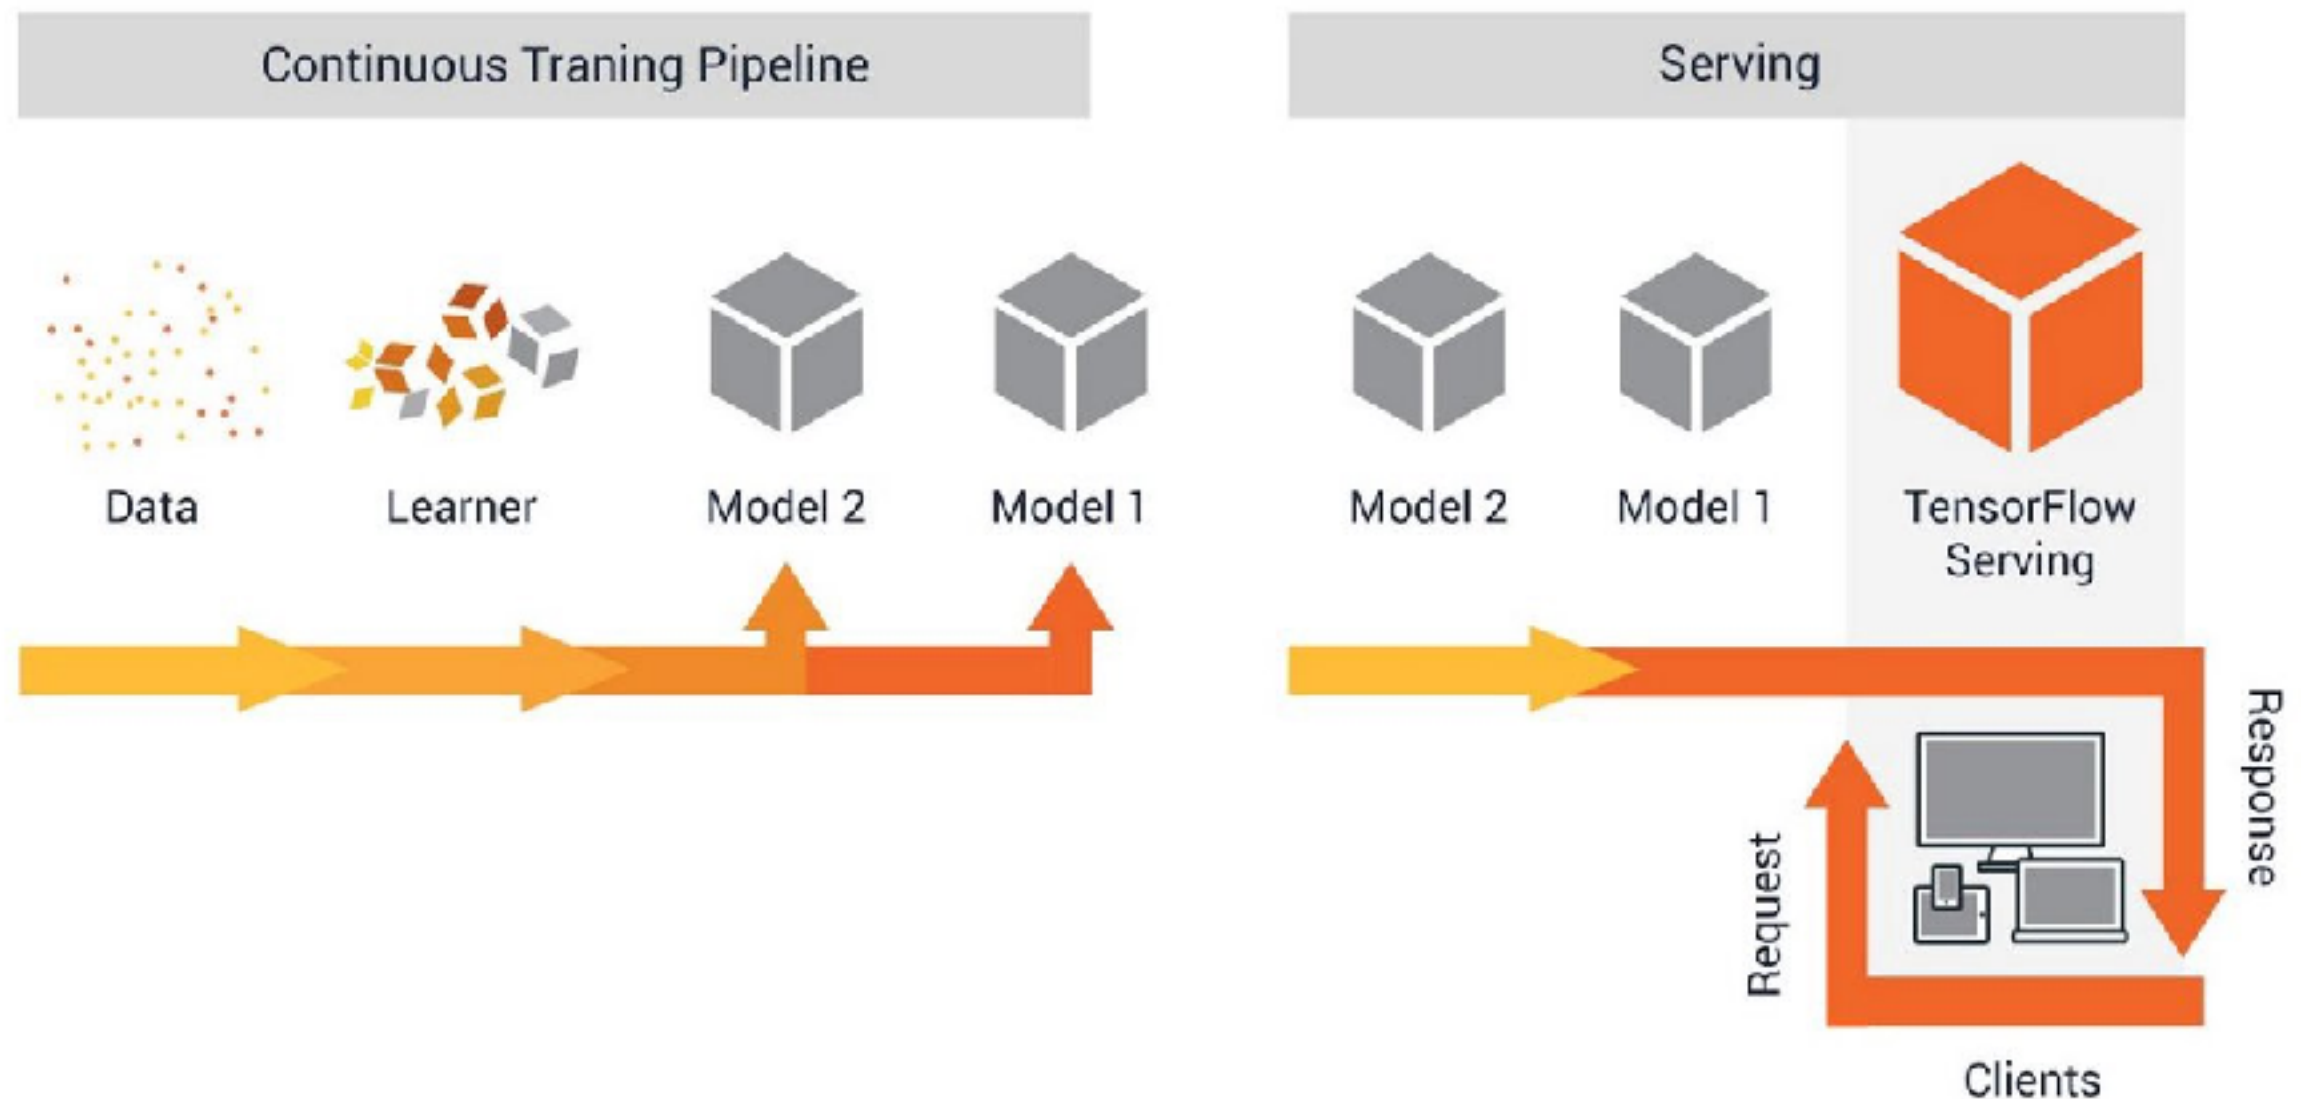 Continuous Traning Pipeline
Serving
Data
Learner
Model 2
Model 1
Model 2
Model 1
TensorFlow
Serving
Response
Request
Clients